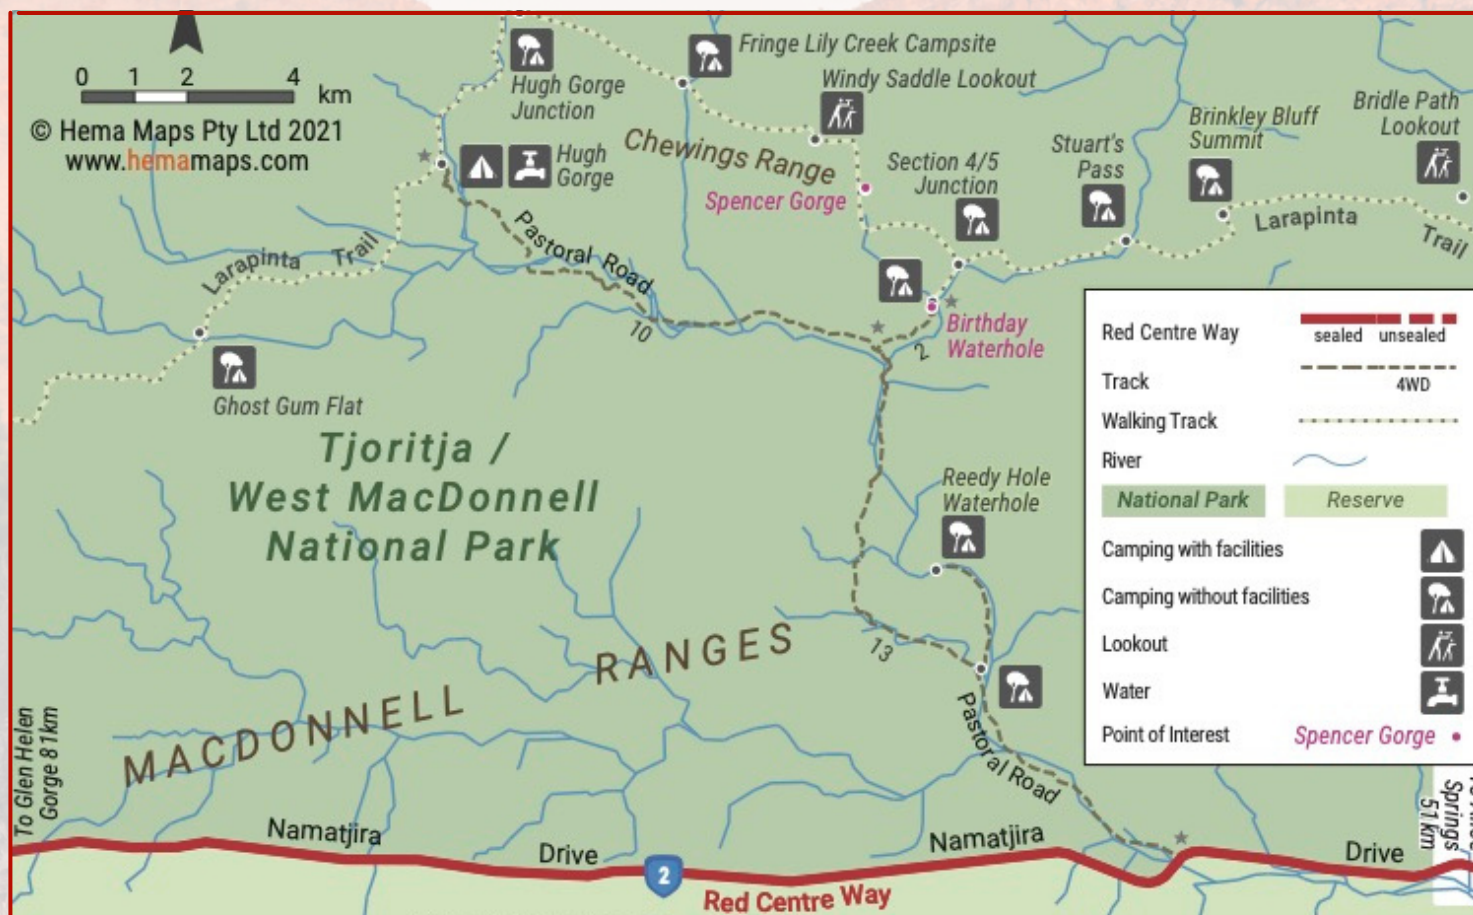 0 1 2 4 km
© Hema Maps Pty Ltd 2021
www.hemamaps.com
Hugh Gorge
Junction
Fringe Lily Creek Campsite
Windy Saddle Lookout
Chewings Range
Hugh
Gorge
Spencer Gorge
Section 4/5
Junction
Stuart's
Pass
Brinkley Bluff
Summit
Bridle Path
Lookout
Larapinta Trail
Larapinta Trail
Pastoral Road
10
2
Birthday
Waterhole
Ghost Gum Flat
Tjoritja /
West MacDonnell
National Park
Reedy Hole
Waterhole
13
MACDONNELL RANGES
Pastoral Road
To Glen Helen
Gorge 81km
Namatjira Drive
2
Red Centre Way
Namatjira Drive
Springs
51km
Red Centre Way
sealed unsealed
Track
4WD
Walking Track
River
National Park Reserve
Camping with facilities
Camping without facilities
Lookout
Water
Point of Interest Spencer Gorge